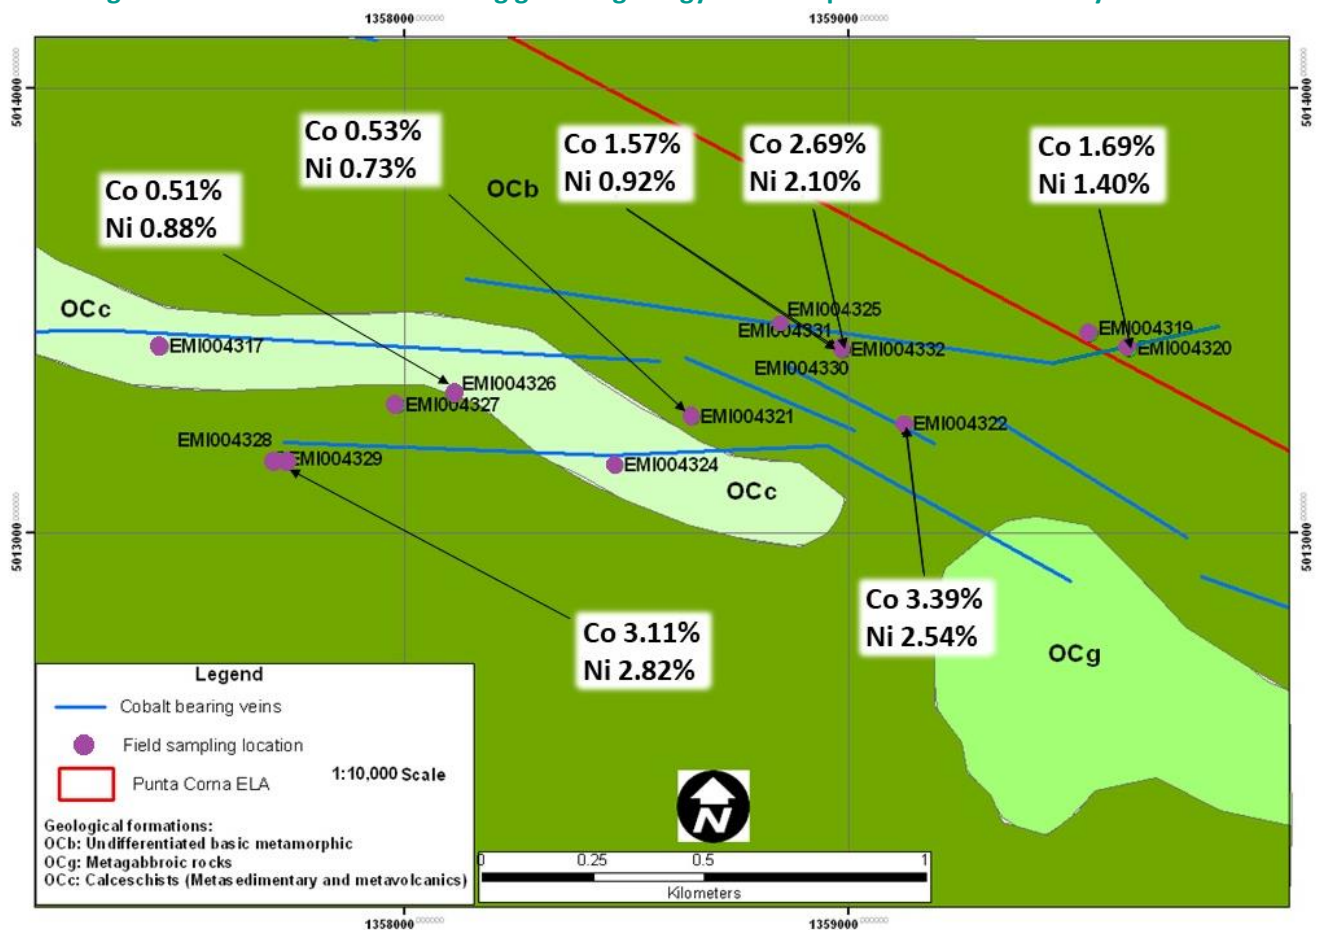 1358000
1359000
5014000
5014000
Co 0.53%
Ni 0.73%
Co 1.57%
Ni 0.92%
Co 2.69%
Ni 2.10%
Co 1.69%
Ni 1.40%
Co 0.51%
Ni 0.88%
OCb
OCc
EMI004325
EMI004331
EMI004319
EMI004317
EMI004332
EMI004320
EMI004330
EMI004326
EMI004327
EMI004321
EMI004322
EMI004328
EMI004329
EMI004324
OCc
5013000
5013000
Co 3.39%
Ni 2.54%
Co 3.11%
Ni 2.82%
OCg
Legend
Cobalt bearing veins
Field sampling location
Punta Corna ELA
1:10,000 Scale
Geological formations:
OCb: Undifferentiated basic metamorphic
OCg: Metagabbroic rocks
OCc: Calceschists (Metasedimentary and metavolcanics)
N
0 0.25 0.5 1
Kilometers
1358000
1359000